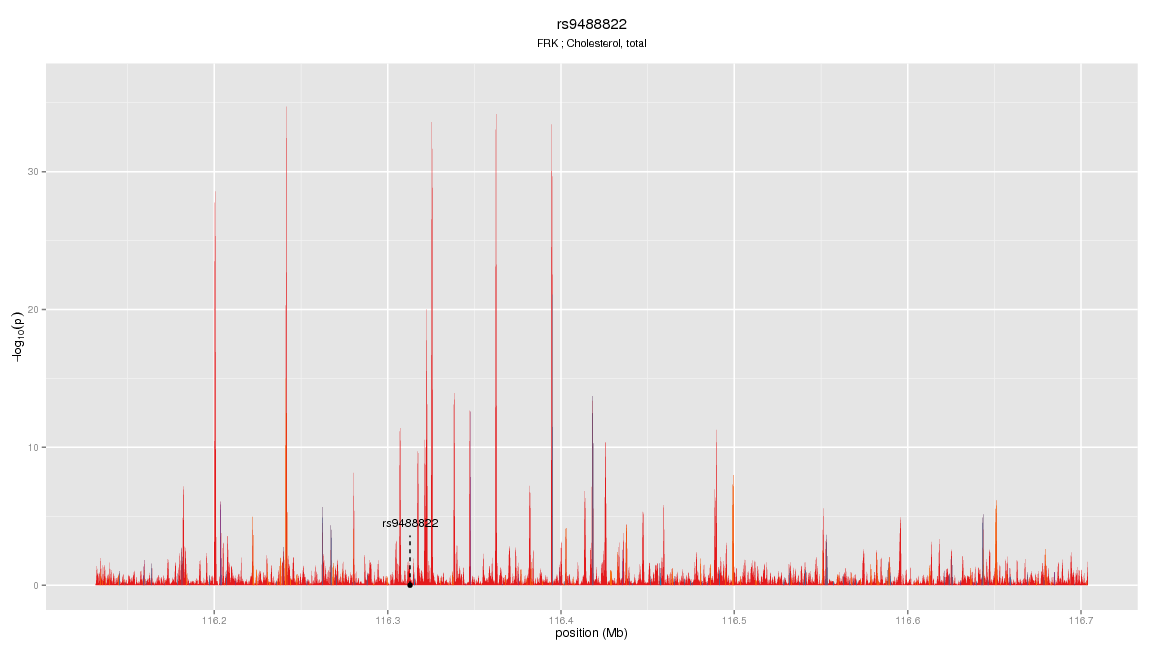 rs9488822
FRK ; Cholesterol, total
−log10(p)
30
20
10
0
rs9488822
116.2 116.3 116.4 116.5 116.6 116.7
position (Mb)